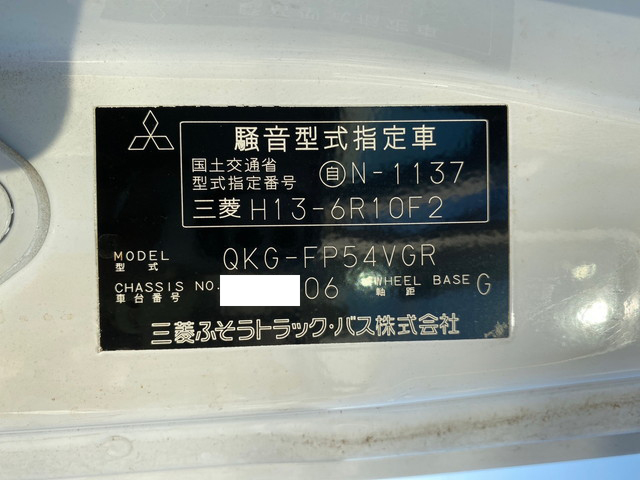 騒音型式指定車
国土交通省
型式指定番号 自N-1137
三菱 H13-6R10F2
MODEL
型式 QKG-FP54VGR
CHASSIS NO. 06 WHEEL BASE G
車台番号 軸距
三菱ふそうトラック・バス株式会社